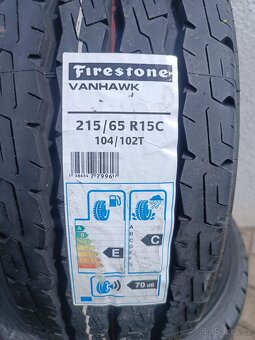 Firestone
VANHAWK
215/65 R15C
104/102T
E
C
70 dB